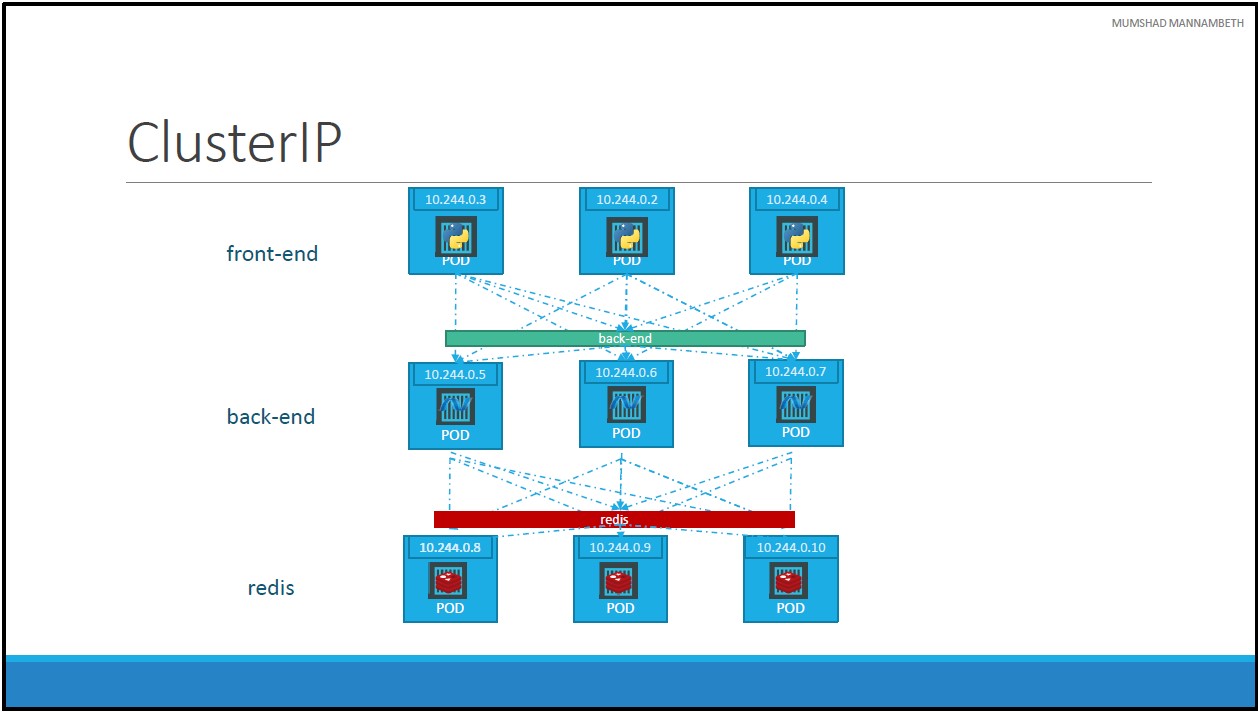 MUMSHAD MANNAMBETH
ClusterIP
10.244.0.3
10.244.0.2
10.244.0.4
front-end
POD
POD
POD
back-end
10.244.0.5
10.244.0.6
10.244.0.7
back-end
POD
POD
POD
redis
10.244.0.8
10.244.0.9
10.244.0.10
redis
POD
POD
POD